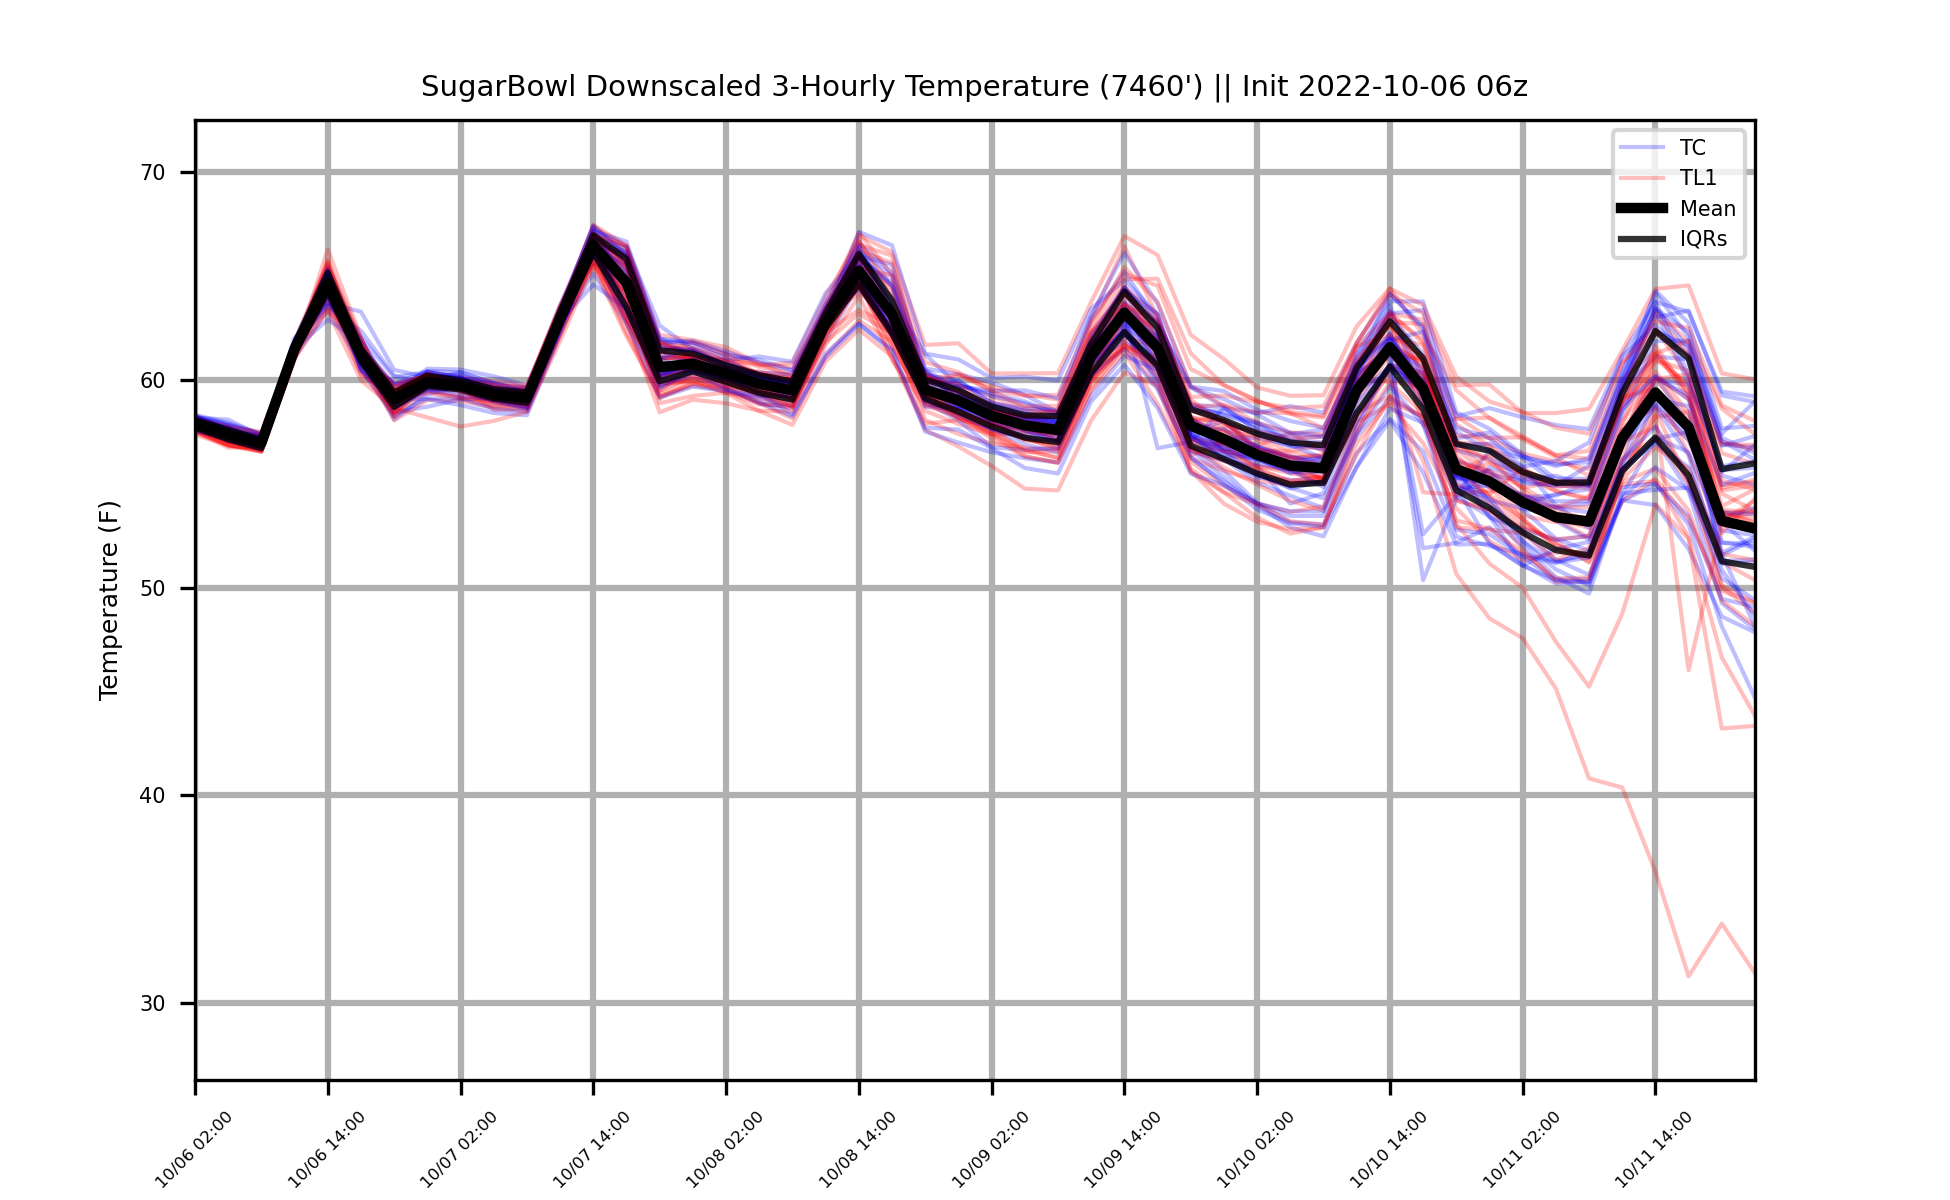 SugarBowl Downscaled 3-Hourly Temperature (7460') || Init 2022-10-06 06z
TC
TL1
Mean
IQRs
Temperature (F)
70
60
50
40
30
10/06 02:00
10/06 14:00
10/07 02:00
10/07 14:00
10/08 02:00
10/08 14:00
10/09 02:00
10/09 14:00
10/10 02:00
10/10 14:00
10/11 02:00
10/11 14:00